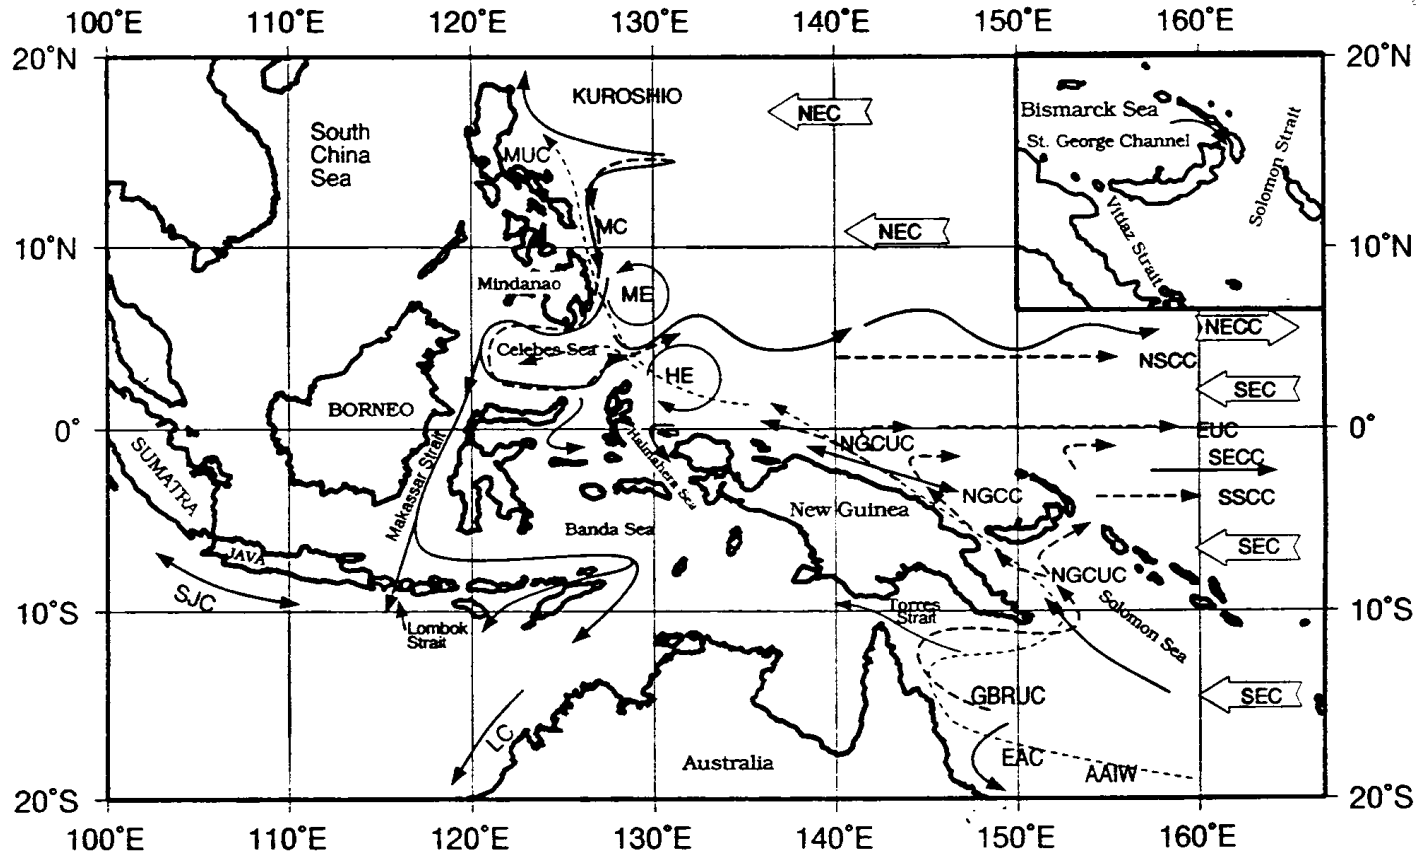 100°E 110°E 120°E 130°E 140°E 150°E 160°E
20°N 20°N
KUROSHIO
NEC
Bismarck Sea
St. George Channel
Solomon Strait
Vitiaz Strait
South
China
Sea
MUC
MC
NEC
10°N 10°N
Mindanao
ME
NECC
Celebes Sea
NSCC
HE
SEC
BORNEO
0° 0°
NGCUC
EUC
SUMATRA
Makassar Strait
Halmahera Sea
SECC
NGCC
SSCC
New Guinea
Banda Sea
JAVA
SEC
NGCUC
SJC
10°S 10°S
Torres
Strait
Solomon Sea
Lombok
Strait
GBRUC
SEC
LC
EAC
Australia
AAIW
20°S 20°S
100°E 110°E 120°E 130°E 140°E 150°E 160°E